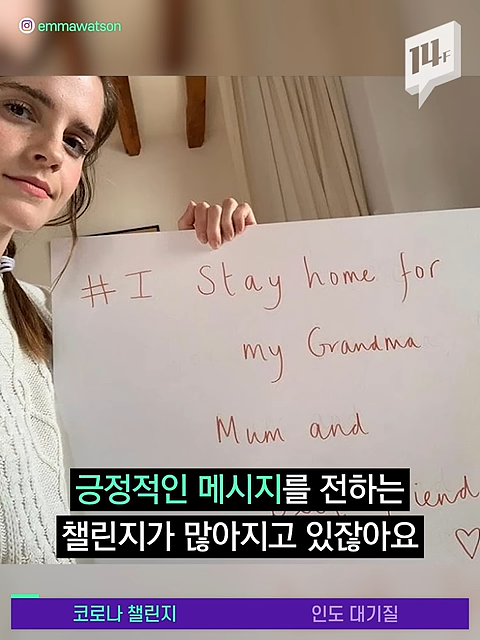 emmawatson
14F
#I Stay home for
my Grandma
Mum and
긍정적인 메시지를 전하는
챌린지가 많아지고 있잖아요
코로나 챌린지
인도 대기질